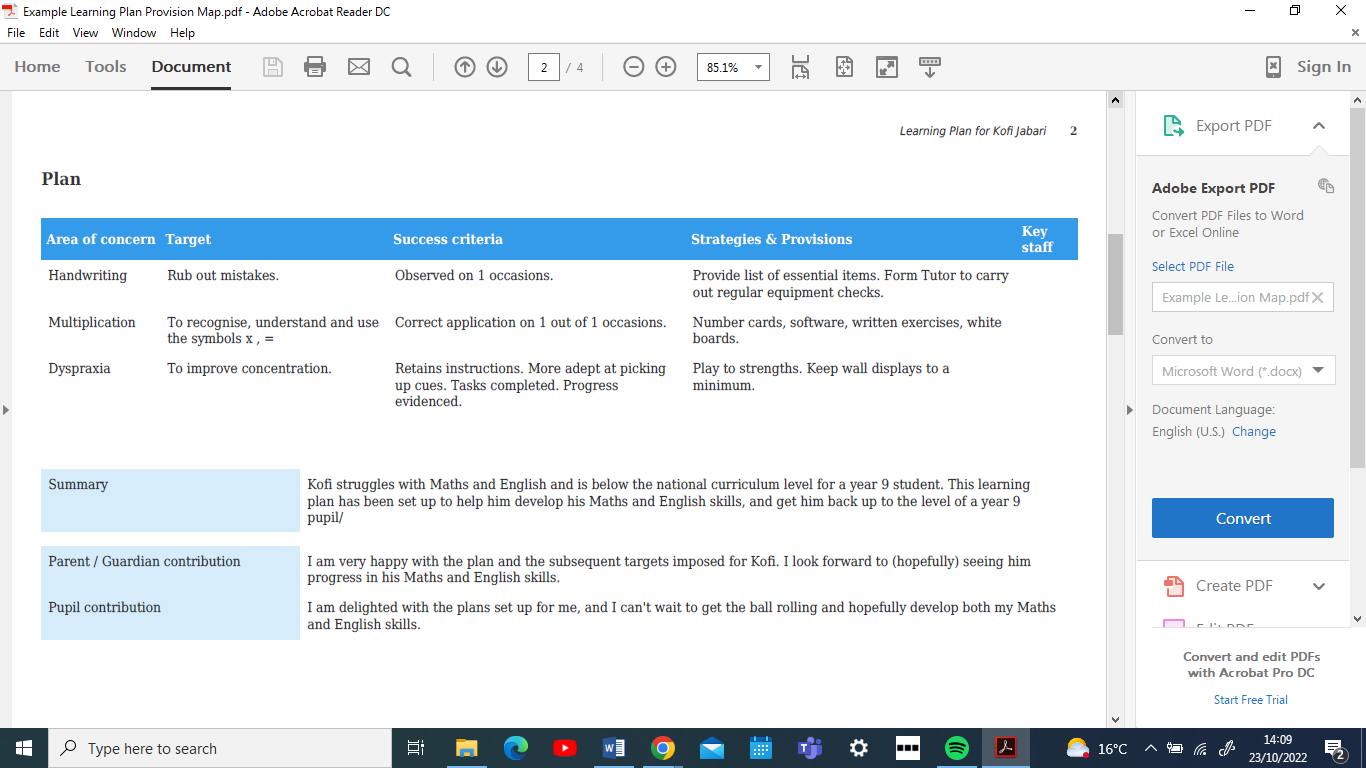 Example Learning Plan Provision Map.pdf - Adobe Acrobat Reader DC
File Edit View Window Help
Home Tools Document 2 / 4 85.1% Sign In
Learning Plan for Kofi Jabari 2
Plan
Area of concern Target Success criteria Strategies & Provisions Key staff
Handwriting Rub out mistakes. Observed on 1 occasions. Provide list of essential items. Form Tutor to carry
out regular equipment checks.
Multiplication To recognise, understand and use Correct application on 1 out of 1 occasions. Number cards, software, written exercises, white
the symbols x , = boards.
Dyspraxia To improve concentration. Retains instructions. More adept at picking Play to strengths. Keep wall displays to a
up cues. Tasks completed. Progress minimum.
evidenced.
Summary Kofi struggles with Maths and English and is below the national curriculum level for a year 9 student. This learning
plan has been set up to help him develop his Maths and English skills, and get him back up to the level of a year 9
pupil/
Parent / Guardian contribution I am very happy with the plan and the subsequent targets imposed for Kofi. I look forward to (hopefully) seeing him
progress in his Maths and English skills.
Pupil contribution I am delighted with the plans set up for me, and I can't wait to get the ball rolling and hopefully develop both my Maths
and English skills.
Export PDF
Adobe Export PDF
Convert PDF Files to Word
or Excel Online
Select PDF File
Example Le...ion Map.pdf
Convert to
Microsoft Word (*.docx)
Document Language:
English (U.S.) Change
Convert
Create PDF
Edit PDF
Convert and edit PDFs
with Acrobat Pro DC
Start Free Trial
Type here to search
16°C
14:09
23/10/2022
2